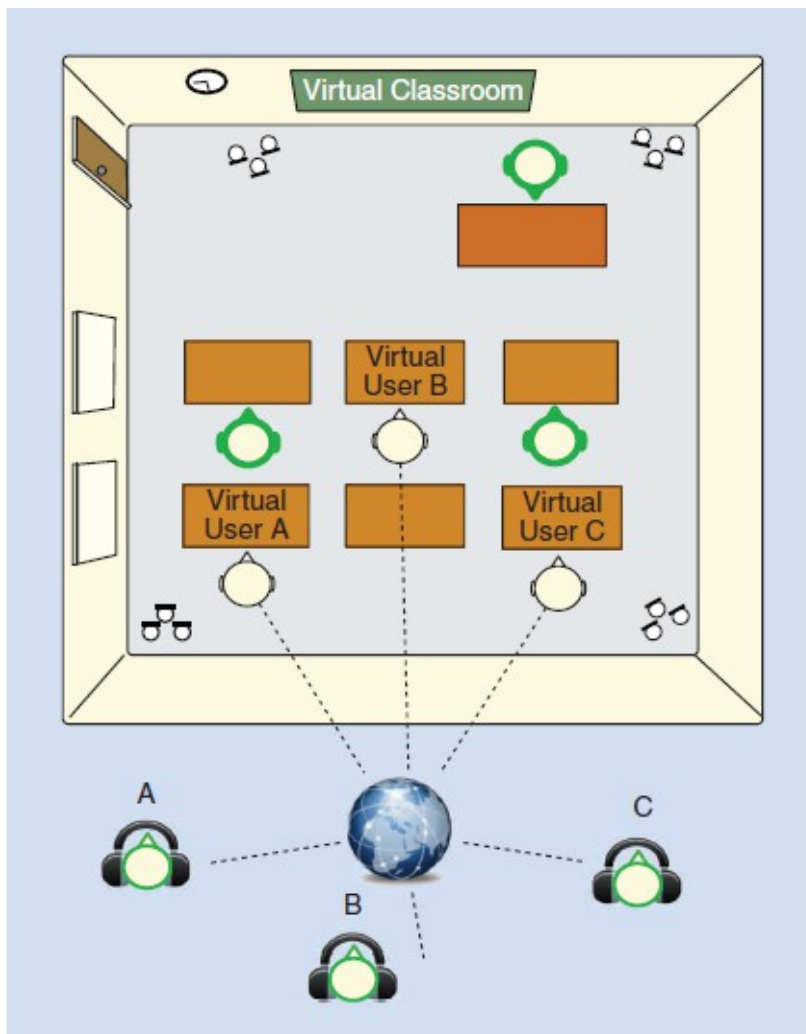 Virtual Classroom
Virtual
User B
Virtual
User A
Virtual
User C
A
C
B